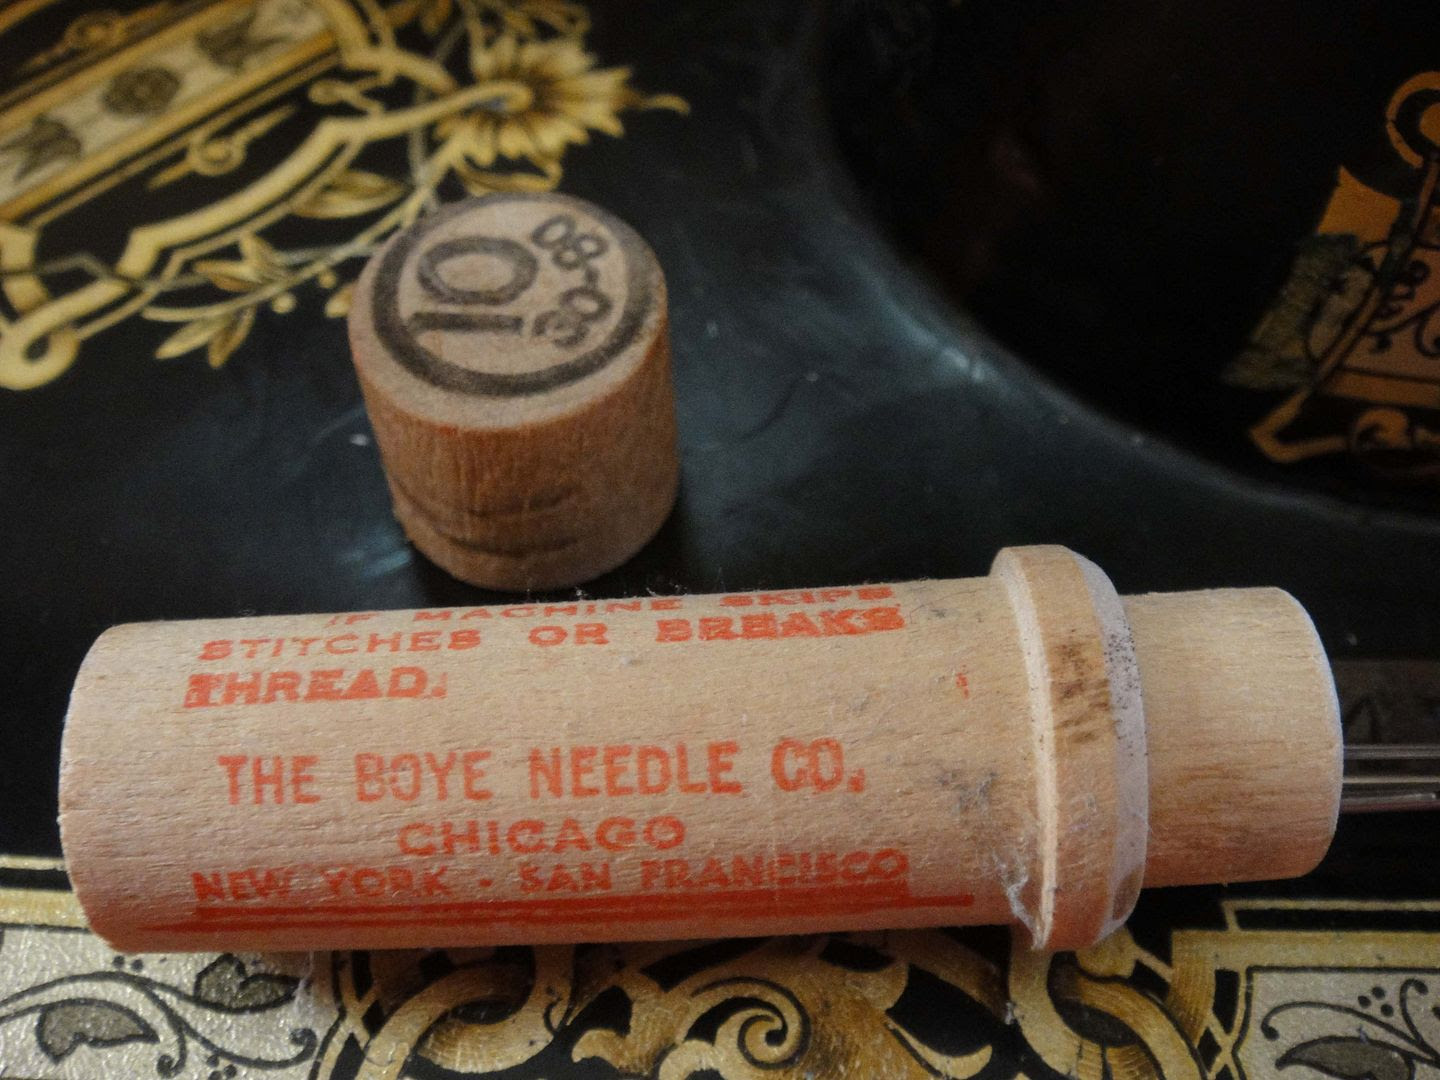 10
30-80
IF MACHINE SKIPS
STITCHES OR BREAKS
THREAD.
THE BOYE NEEDLE CO.
CHICAGO
NEW YORK - SAN FRANCISCO